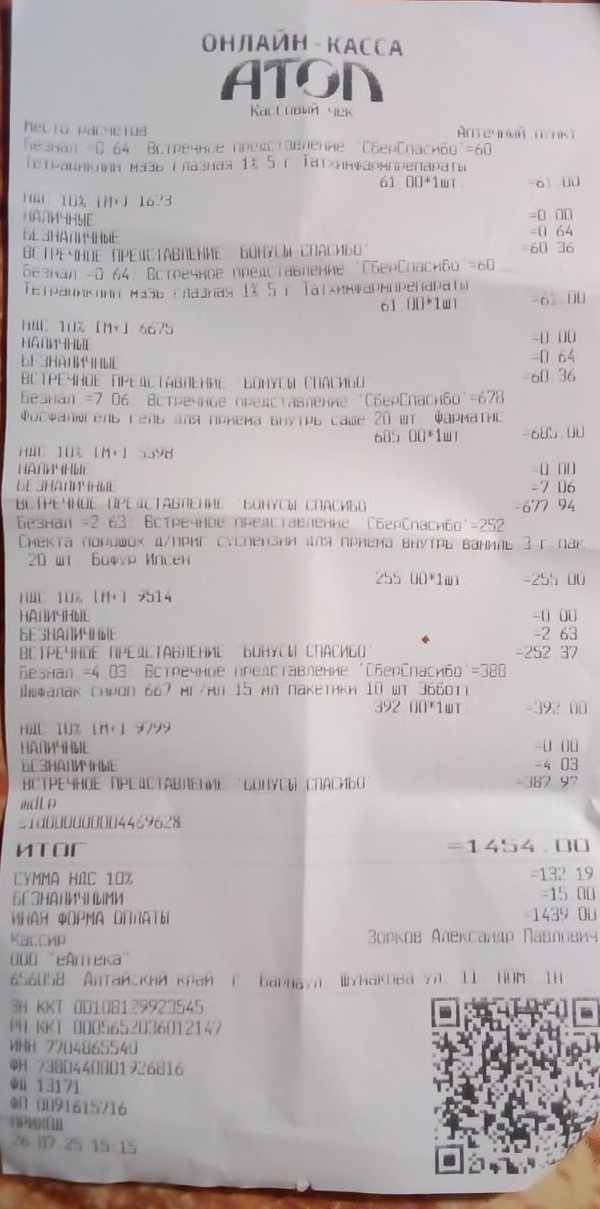 ОНЛАЙН-КАССА
АТОЛ
Кассовый чек
Место расчетов Аптечный пункт
Безнал =0.64: Встречное представление 'СберСпасибо'=60
Тетрациклин мазь глазная 1% 5 г Татхимфармпрепараты
61.00*1шт. =61.00
НДС 10% [М+] 1623
НАЛИЧНЫЕ =0.00
БЕЗНАЛИЧНЫЕ =0.64
ВСТРЕЧНОЕ ПРЕДСТАВЛЕНИЕ 'БОНУСЫ СПАСИБО' =60.36
Безнал =0.64: Встречное представление 'СберСпасибо'=60
Тетрациклин мазь глазная 1% 5 г Татхимфармпрепараты
61.00*1шт =61.00
НДС 10% [М+] 6675
НАЛИЧНЫЕ =0.00
БЕЗНАЛИЧНЫЕ =0.64
ВСТРЕЧНОЕ ПРЕДСТАВЛЕНИЕ 'БОНУСЫ СПАСИБО' =60.36
Безнал =7.06: Встречное представление 'СберСпасибо'=678
Фосфалюгель гель для приема внутрь саше 20 шт. Фарматис
685.00*1шт =685.00
НДС 10% [М+] 5398
НАЛИЧНЫЕ =0.00
БЕЗНАЛИЧНЫЕ =7.06
ВСТРЕЧНОЕ ПРЕДСТАВЛЕНИЕ 'БОНУСЫ СПАСИБО' =677.94
Безнал =2.63: Встречное представление 'СберСпасибо'=252
Смекта порошок д/приг суспензии для приема внутрь ваниль 3 г пак
20 шт. Бофур Ипсен
255.00*1шт =255.00
НДС 10% [М+] 9514
НАЛИЧНЫЕ =0.00
БЕЗНАЛИЧНЫЕ =2.63
ВСТРЕЧНОЕ ПРЕДСТАВЛЕНИЕ 'БОНУСЫ СПАСИБО' =252.37
Безнал =4.03: Встречное представление 'СберСпасибо'=388
Дюфалак сироп 667 мг/мл 15 мл пакетики 10 шт Эбботт
392.00*1шт =392.00
НДС 10% [М+] 9799
НАЛИЧНЫЕ =0.00
БЕЗНАЛИЧНЫЕ =4.03
ВСТРЕЧНОЕ ПРЕДСТАВЛЕНИЕ 'БОНУСЫ СПАСИБО' =387.97
mdlp
sid00000004469628
ИТОГ =1454.00
СУММА НДС 10% =132.19
БЕЗНАЛИЧНЫМИ =15.00
ИНАЯ ФОРМА ОПЛАТЫ =1439.00
Кассир Зорков Александр Павлович
ООО "еАптека"
656058 Алтайский край г. Барнаул Шумакова ул. 11 ПОМ. 1Н
ЗН ККТ 00108129923545
РН ККТ 0005652036012147
ИНН 7704865540
ФН 7380440801926816
ФД 13171
ФП 0091615716
ПРИХОД
26.07.25 15:15